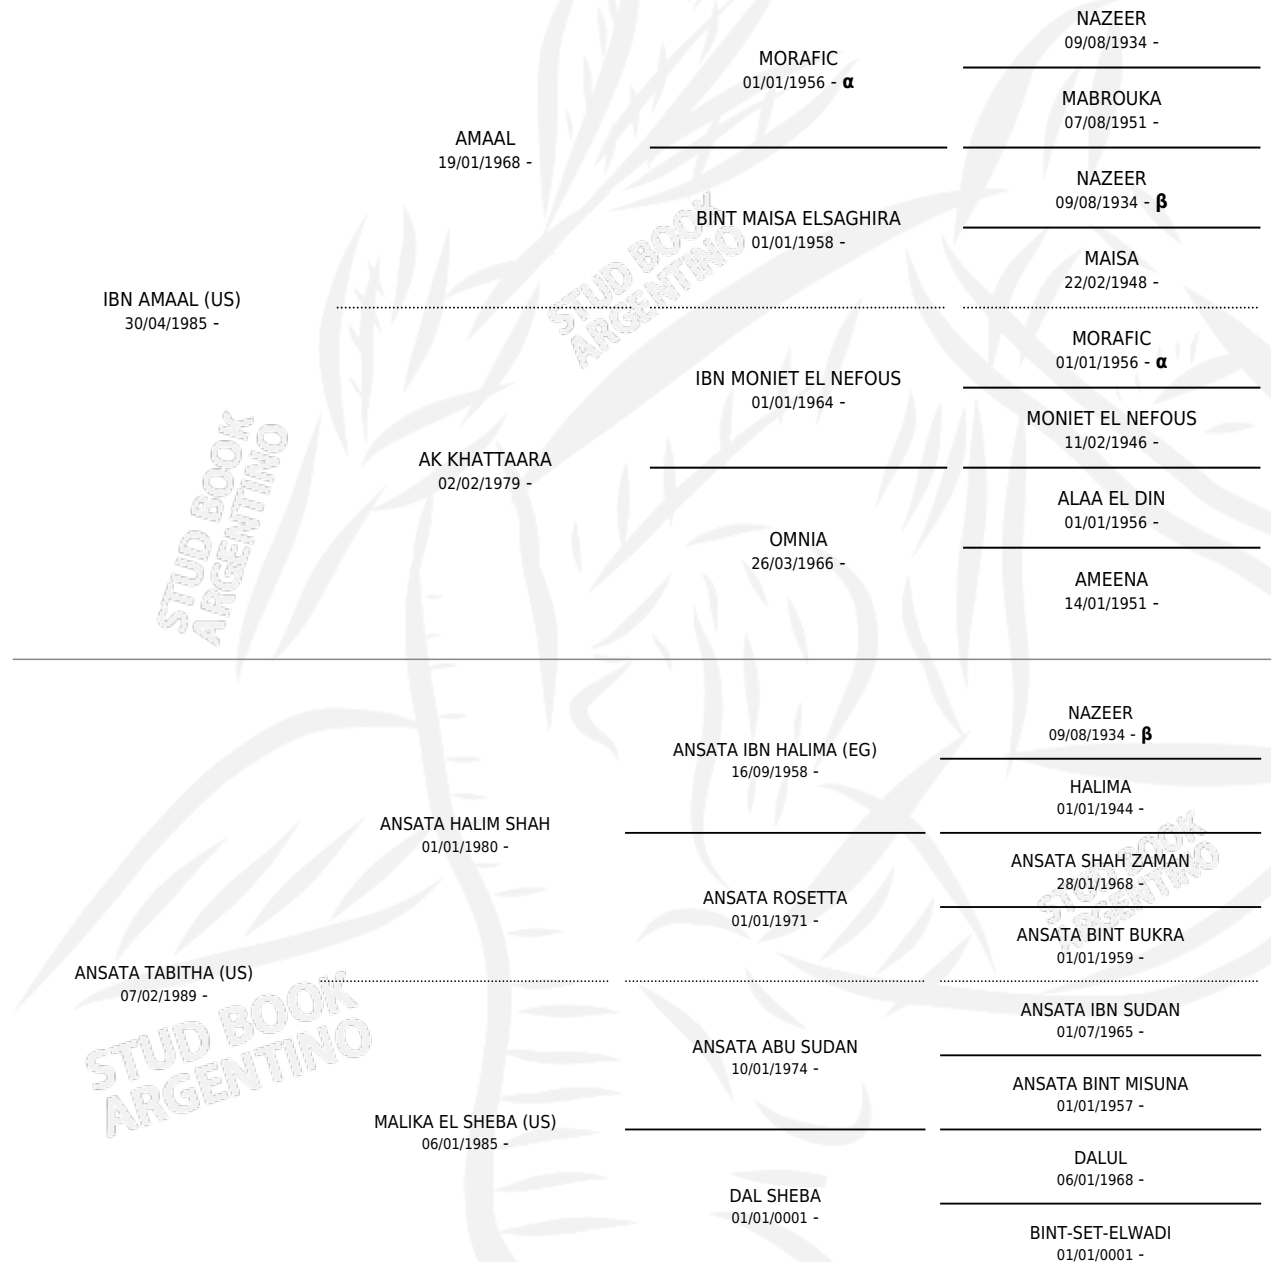 NAZEER
09/08/1934 -
MORAFIC
01/01/1956 - α
MABROUKA
07/08/1951 -
AMAAL
19/01/1968 -
NAZEER
09/08/1934 - β
BINT MAISA ELSAGHIRA
01/01/1958 -
MAISA
22/02/1948 -
IBN AMAAL (US)
30/04/1985 -
MORAFIC
01/01/1956 - α
IBN MONIET EL NEFOUS
01/01/1964 -
MONIET EL NEFOUS
11/02/1946 -
AK KHATTAARA
02/02/1979 -
ALAA EL DIN
01/01/1956 -
OMNIA
26/03/1966 -
AMEENA
14/01/1951 -
NAZEER
09/08/1934 - β
ANSATA IBN HALIMA (EG)
16/09/1958 -
HALIMA
01/01/1944 -
ANSATA HALIM SHAH
01/01/1980 -
ANSATA SHAH ZAMAN
28/01/1968 -
ANSATA ROSETTA
01/01/1971 -
ANSATA BINT BUKRA
01/01/1959 -
ANSATA TABITHA (US)
07/02/1989 -
ANSATA IBN SUDAN
01/07/1965 -
ANSATA ABU SUDAN
10/01/1974 -
ANSATA BINT MISUNA
01/01/1957 -
MALIKA EL SHEBA (US)
06/01/1985 -
DALUL
06/01/1968 -
DAL SHEBA
01/01/0001 -
BINT-SET-ELWADI
01/01/0001 -
STUD BOOK
ARGENTINO
STUD BOOK
ARGENTINO
STUD BOOK
ARGENTINO
STUD BOOK
ARGENTINO